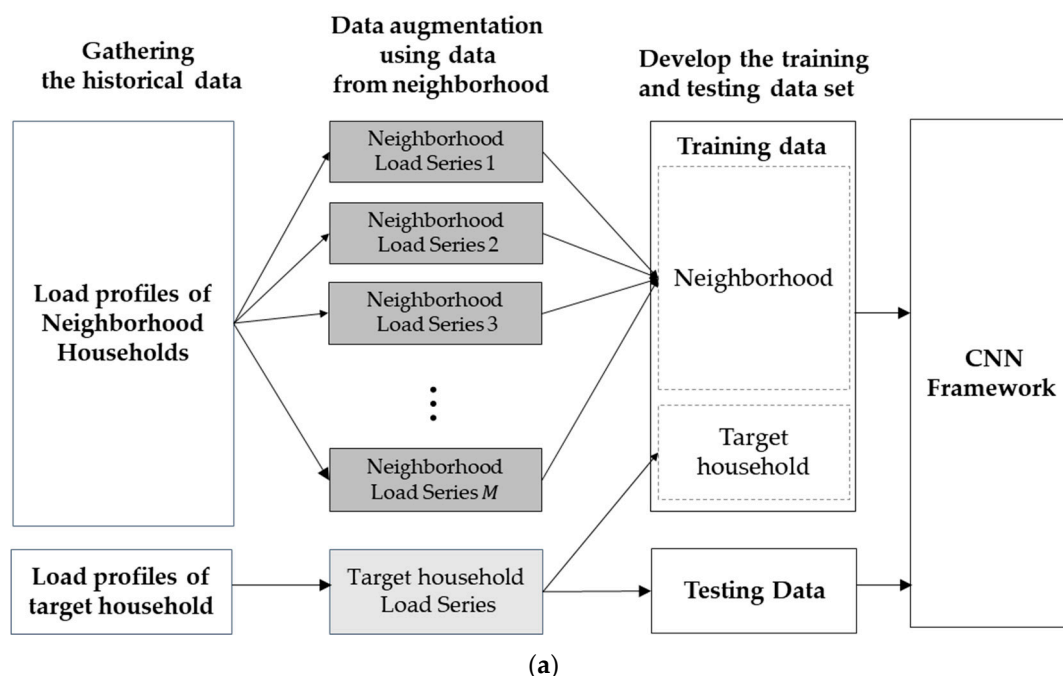 Gathering
the historical data
Data augmentation
using data
from neighborhood
Develop the training
and testing data set
Load profiles of
Neighborhood
Households
Neighborhood
Load Series 1
Neighborhood
Load Series 2
Neighborhood
Load Series 3
Neighborhood
Load Series M
Training data
Neighborhood
Target
household
CNN
Framework
Load profiles of
target household
Target household
Load Series
Testing Data
(a)